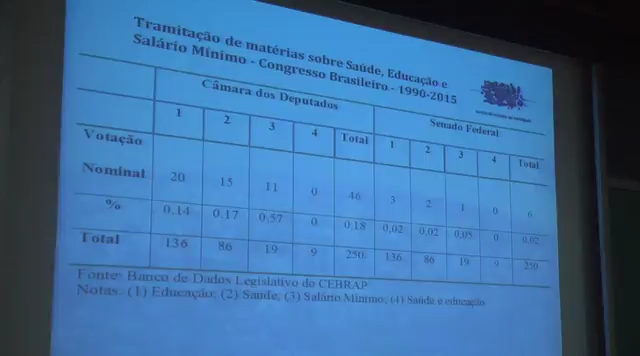 Tramitação de matérias sobre Saúde, Educação e
Salário Mínimo - Congresso Brasileiro - 1990-2015
Câmara dos Deputados Senado Federal
1 2 3 4 Total 1 2 3 4 Total
Votação
Nominal 20 15 11 0 46 3 2 1 0 6
% 0,14 0,17 0,57 0 0,18 0,02 0,02 0,05 0 0,02
Total 136 86 19 9 250 136 86 19 9 250
Fonte: Banco de Dados Legislativo do CEBRAP
Notas: (1) Educação; (2) Saúde; (3) Salário Mínimo; (4) Saúde e educação